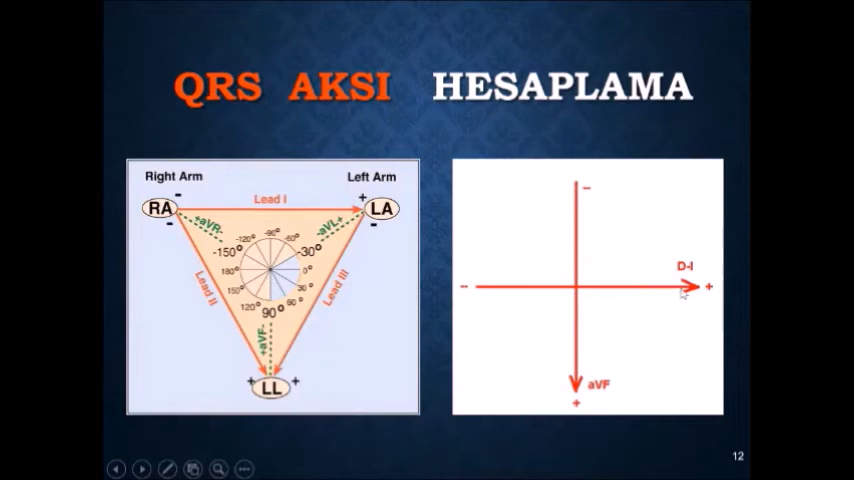 QRS AKSI HESAPLAMA
Right Arm
Left Arm
-
+
RA
Lead I
LA
-
-
+aVR-
-aVL+
-120°
-90°
-60°
-150°
-30°
180°
0°
150°
30°
120°
60°
90°
Lead II
Lead III
+aVF-
+
LL
+
-
D-I
--
+
aVF
+
12